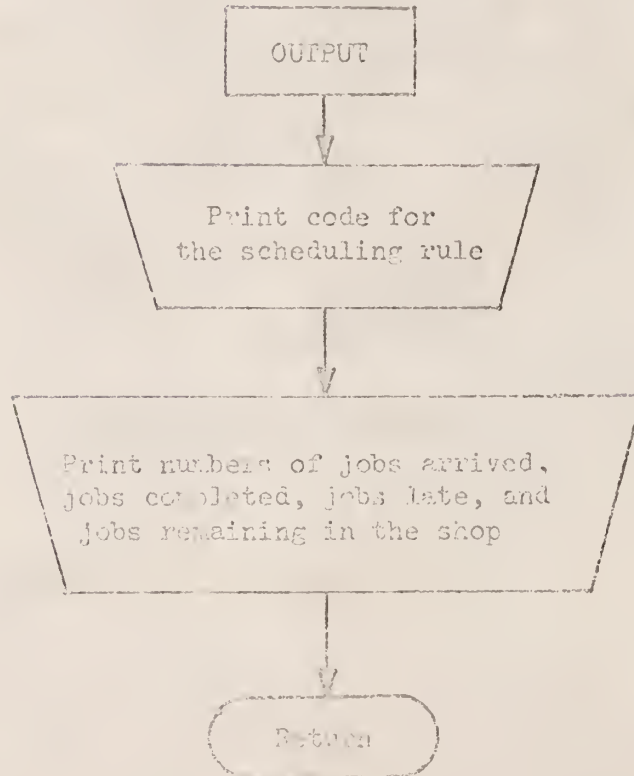 OUTPUT
Print code for
the scheduling rule
Print numbers of jobs arrived,
jobs completed, jobs late, and
jobs remaining in the shop
Return